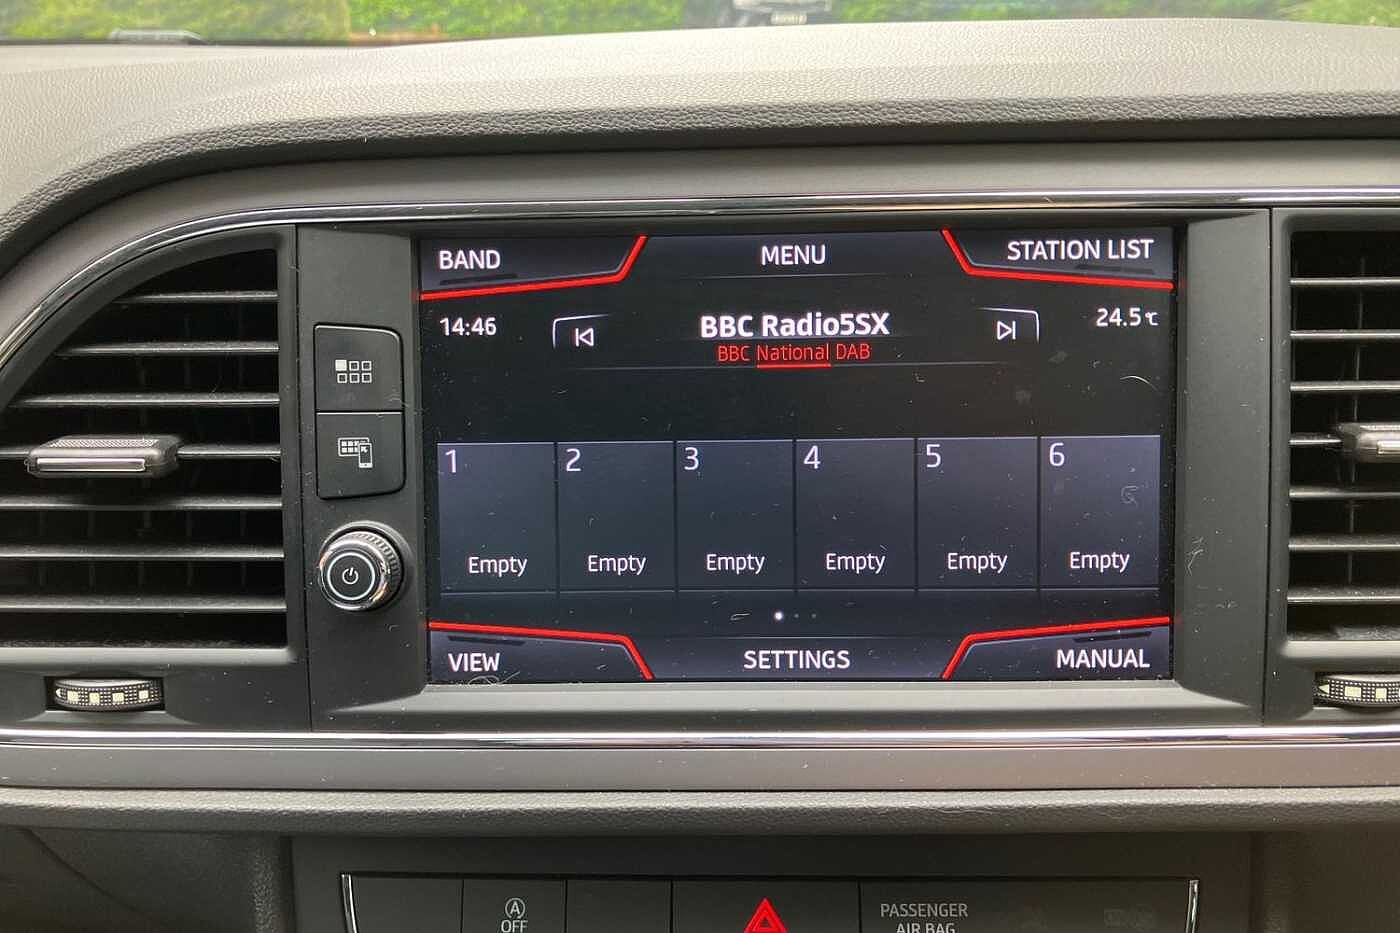 BAND
MENU
STATION LIST
14:46
BBC Radio5SX
24.5℃
BBC National DAB
1
2
3
4
5
6
Empty
Empty
Empty
Empty
Empty
Empty
VIEW
SETTINGS
MANUAL
A
OFF
PASSENGER
AIR BAG